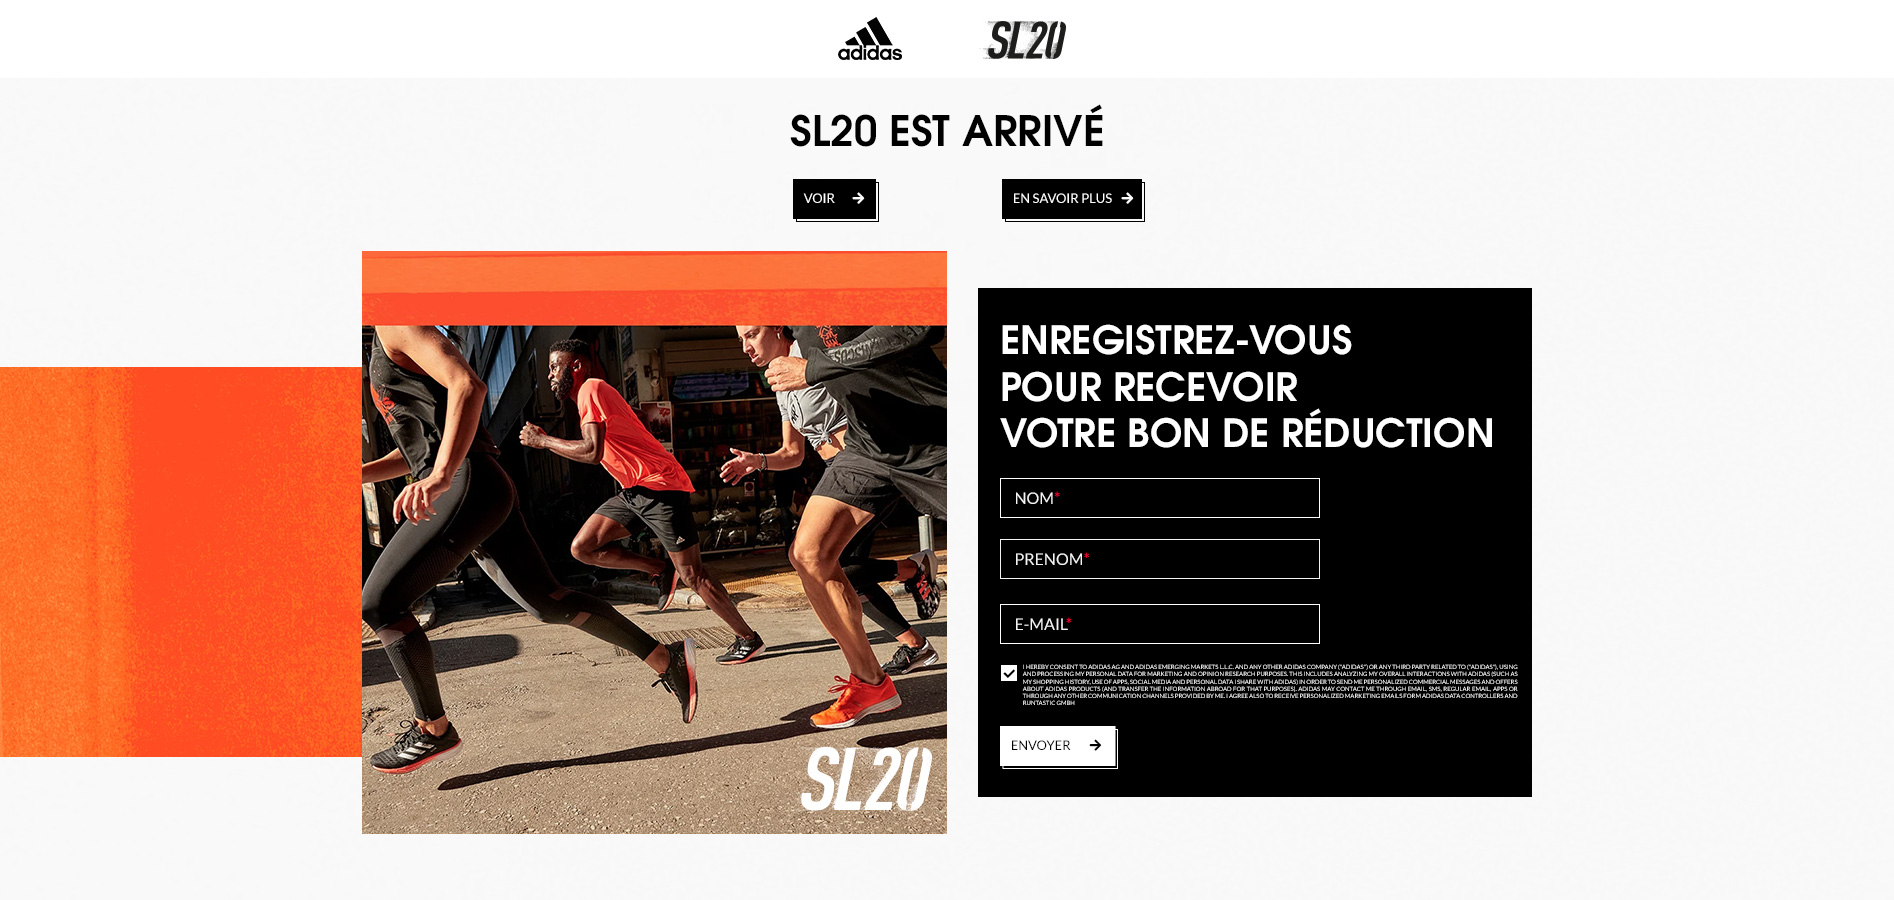 adidas
SL20
SL20 EST ARRIVÉ
VOIR
EN SAVOIR PLUS
ENREGISTREZ-VOUS
POUR RECEVOIR
VOTRE BON DE RÉDUCTION
NOM*
PRENOM*
E-MAIL*
I HEREBY CONSENT TO ADIDAS AG AND ADIDAS EMERGING MARKETS L.L.C. AND ANY OTHER ADIDAS COMPANY ("ADIDAS") OR ANY THIRD PARTY RELATED TO ("ADIDAS"), USING
AND PROCESSING MY PERSONAL DATA FOR MARKETING AND OPINION RESEARCH PURPOSES. THIS INCLUDES ANALYZING MY OVERALL INTERACTIONS WITH ADIDAS (SUCH AS
MY SHOPPING HISTORY, USE OF APPS, SOCIAL MEDIA AND PERSONAL DATA I SHARE WITH ADIDAS) IN ORDER TO SEND ME PERSONALIZED COMMERCIAL MESSAGES AND OFFERS
ABOUT ADIDAS PRODUCTS (AND TRANSFER THE INFORMATION ABROAD FOR THAT PURPOSES). ADIDAS MAY CONTACT ME THROUGH EMAIL, SMS, REGULAR EMAIL, APPS OR
THROUGH ANY OTHER COMMUNICATION CHANNELS PROVIDED BY ME. I AGREE ALSO TO RECEIVE PERSONALIZED MARKETING EMAILS FORM ADIDAS DATA CONTROLLERS AND
RUNTASTIC GMBH
ENVOYER
SL20